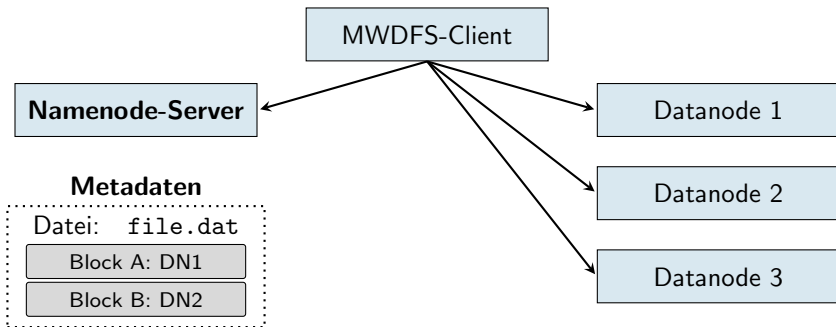 MWDFS-Client
Namenode-Server
Datanode 1
Datanode 2
Datanode 3
Metadaten
Datei: file.dat
Block A: DN1
Block B: DN2